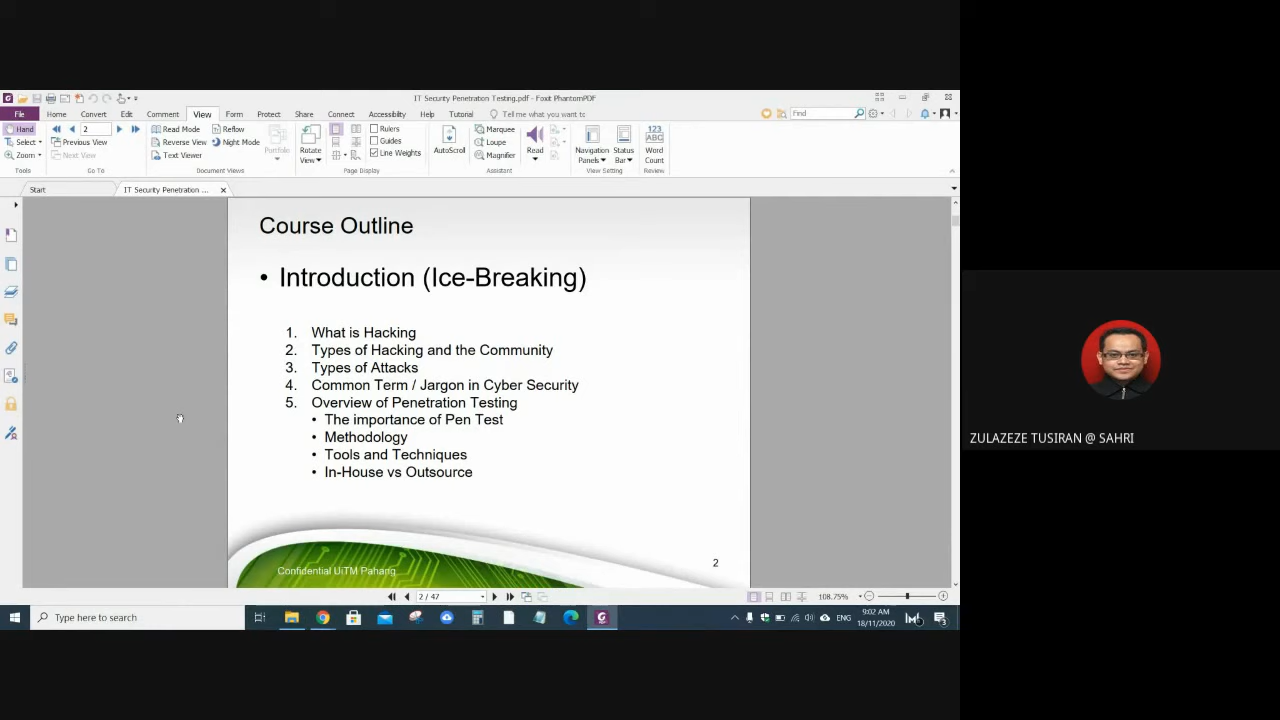 IT Security Penetration Testing.pdf - Foxit PhantomPDF
File Home Convert Edit Comment View Form Protect Share Connect Accessibility Help Tutorial Tell me what you want to Find
Hand 2 Read Mode Reflow Rulers Marquee
Select Previous View Reverse View Night Mode Guides Loupe
Zoom Next View Text Viewer Line Weights Magnifier
Portfolio Rotate View AutoScroll Read Navigation Panels Status Bar 123 ABC Word Count
Tools Go To Document Views Page Display Assistant View Setting Review
Start IT Security Penetration ...
Course Outline
• Introduction (Ice-Breaking)
1. What is Hacking
2. Types of Hacking and the Community
3. Types of Attacks
4. Common Term / Jargon in Cyber Security
5. Overview of Penetration Testing
• The importance of Pen Test
• Methodology
• Tools and Techniques
• In-House vs Outsource
2
Confidential UiTM Pahang
2 / 47 108.75%
Type here to search ENG 9:02 AM
18/11/2020
ZULAZEZE TUSIRAN @ SAHRI